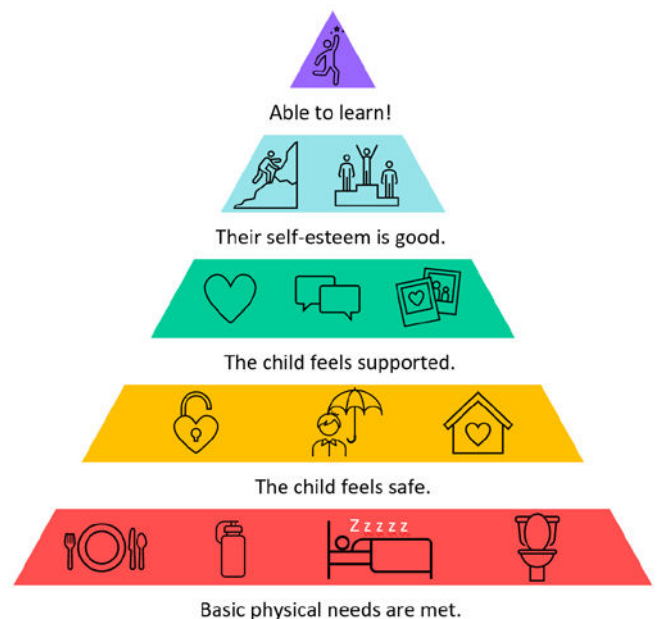 Able to learn!
Their self-esteem is good.
The child feels supported.
The child feels safe.
Z z z z z
Basic physical needs are met.